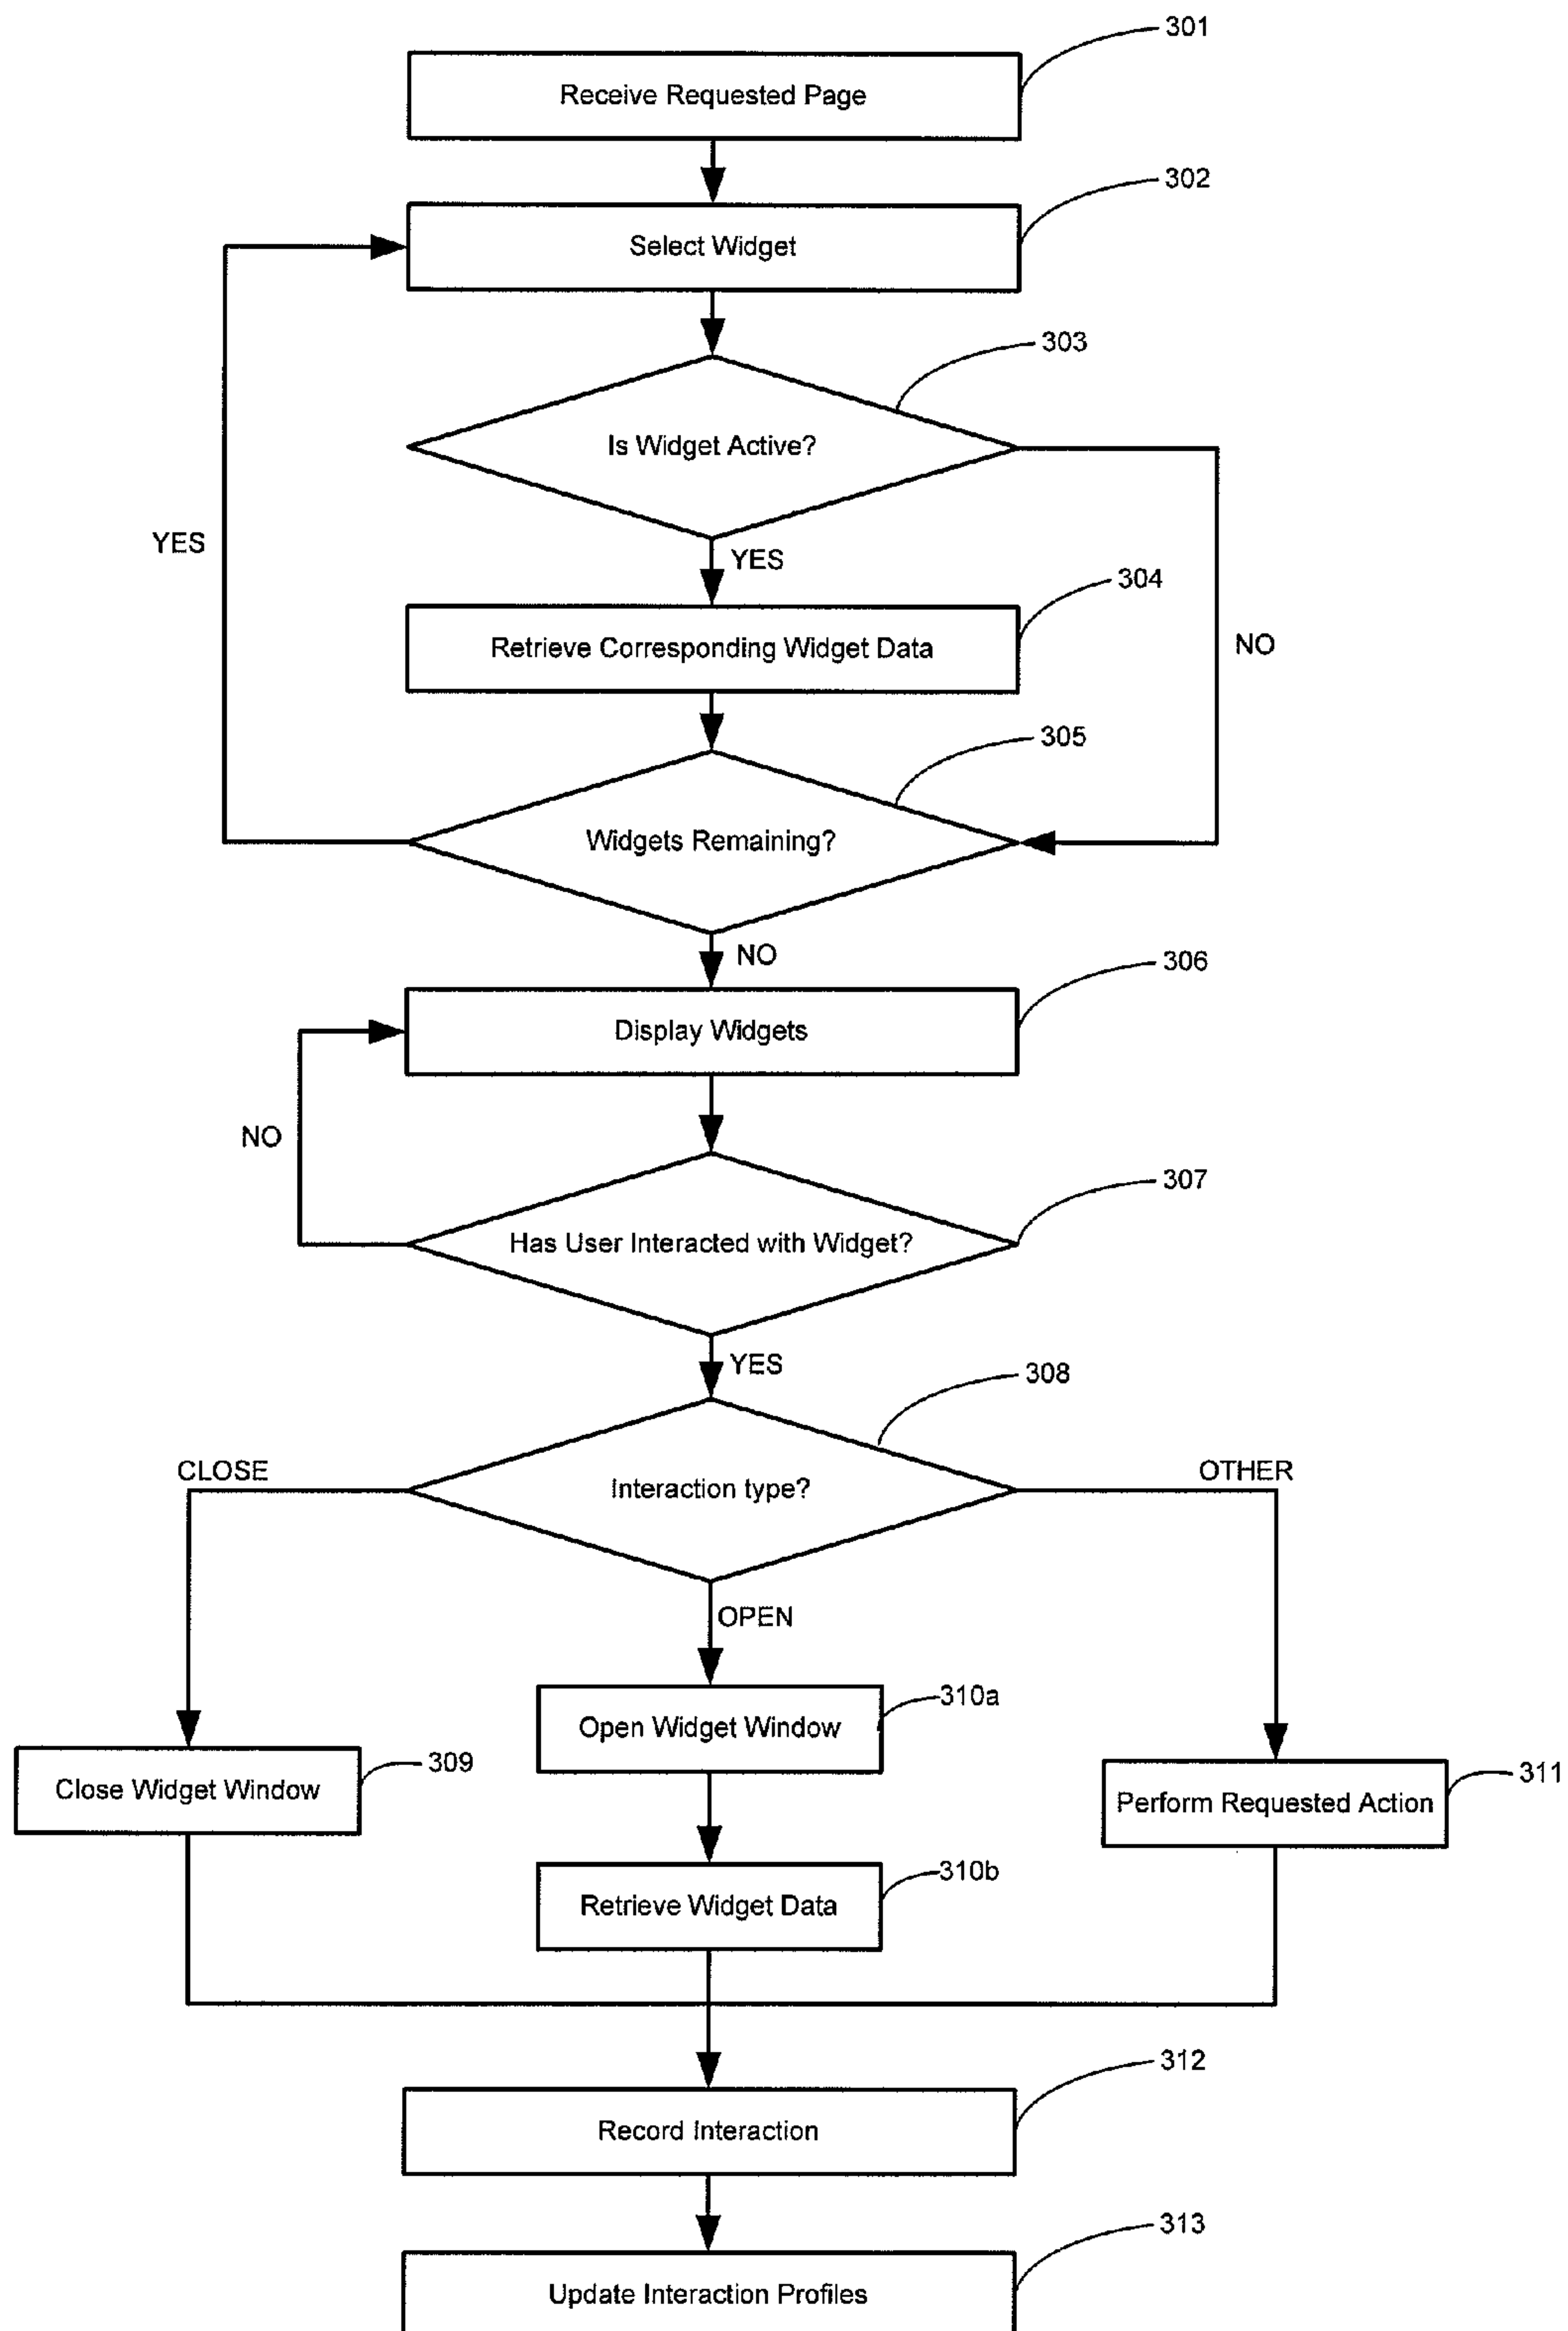 301
Receive Requested Page
302
Select Widget
303
Is Widget Active?
YES
YES
304
Retrieve Corresponding Widget Data
NO
305
Widgets Remaining?
NO
306
Display Widgets
NO
307
Has User Interacted with Widget?
YES
308
CLOSE
OTHER
Interaction type?
OPEN
310a
Open Widget Window
309
Close Widget Window
311
Perform Requested Action
310b
Retrieve Widget Data
312
Record Interaction
313
Update Interaction Profiles